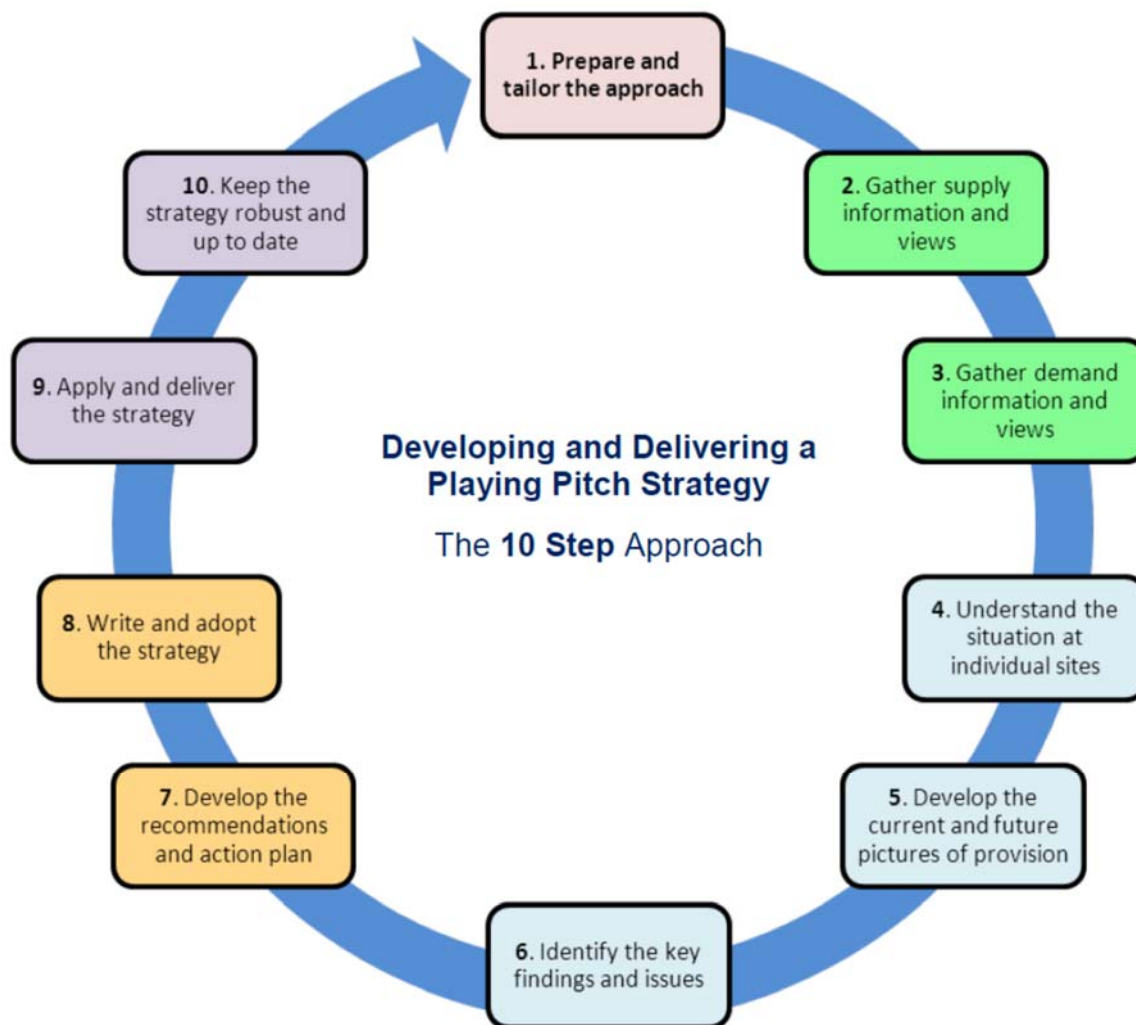 1. Prepare and
tailor the approach
2. Gather supply
information and
views
3. Gather demand
information and
views
4. Understand the
situation at
individual sites
5. Develop the
current and future
pictures of provision
6. Identify the key
findings and issues
7. Develop the
recommendations
and action plan
8. Write and adopt
the strategy
9. Apply and deliver
the strategy
10. Keep the
strategy robust and
up to date
Developing and Delivering a
Playing Pitch Strategy
The 10 Step Approach